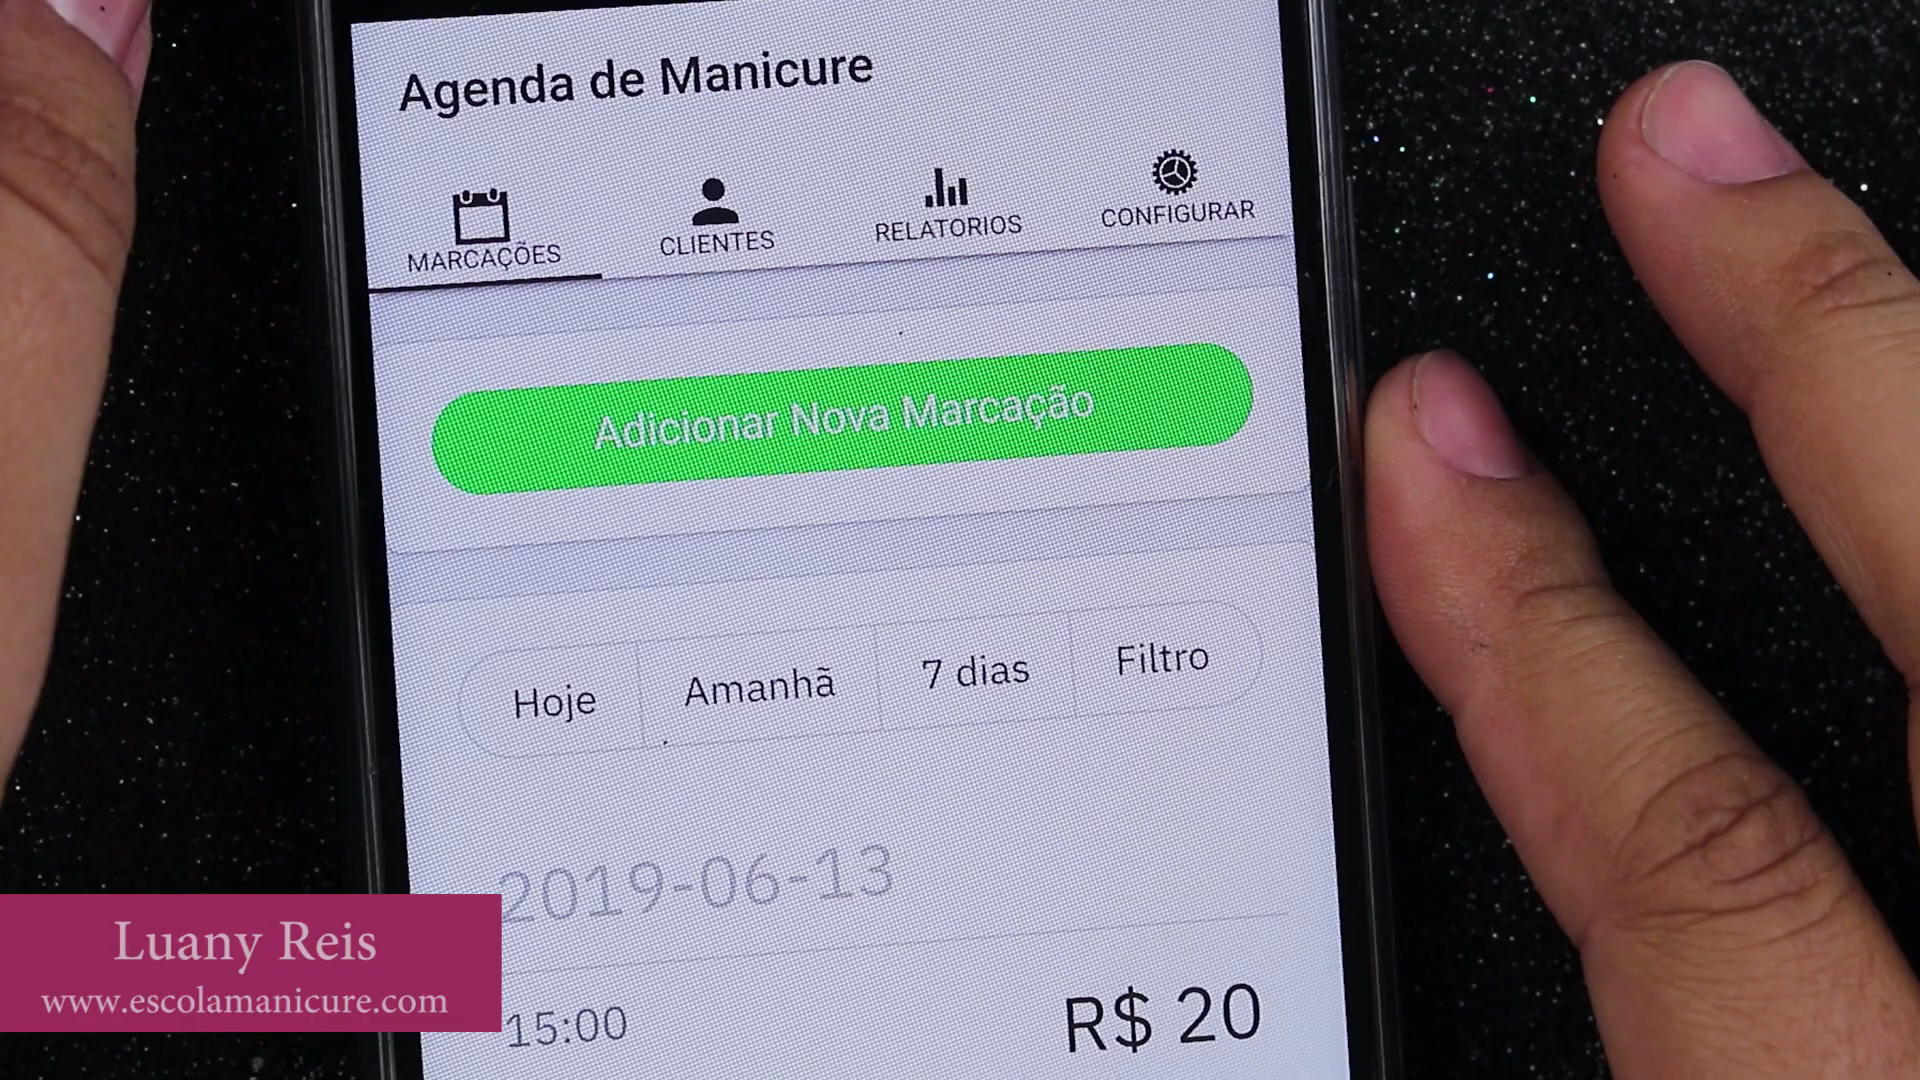 Agenda de Manicure
MARCAÇÕES
CLIENTES
RELATORIOS
CONFIGURAR
Adicionar Nova Marcação
Hoje
Amanhã
7 dias
Filtro
2019-06-13
15:00
R$ 20
Luany Reis
www.escolamanicure.com